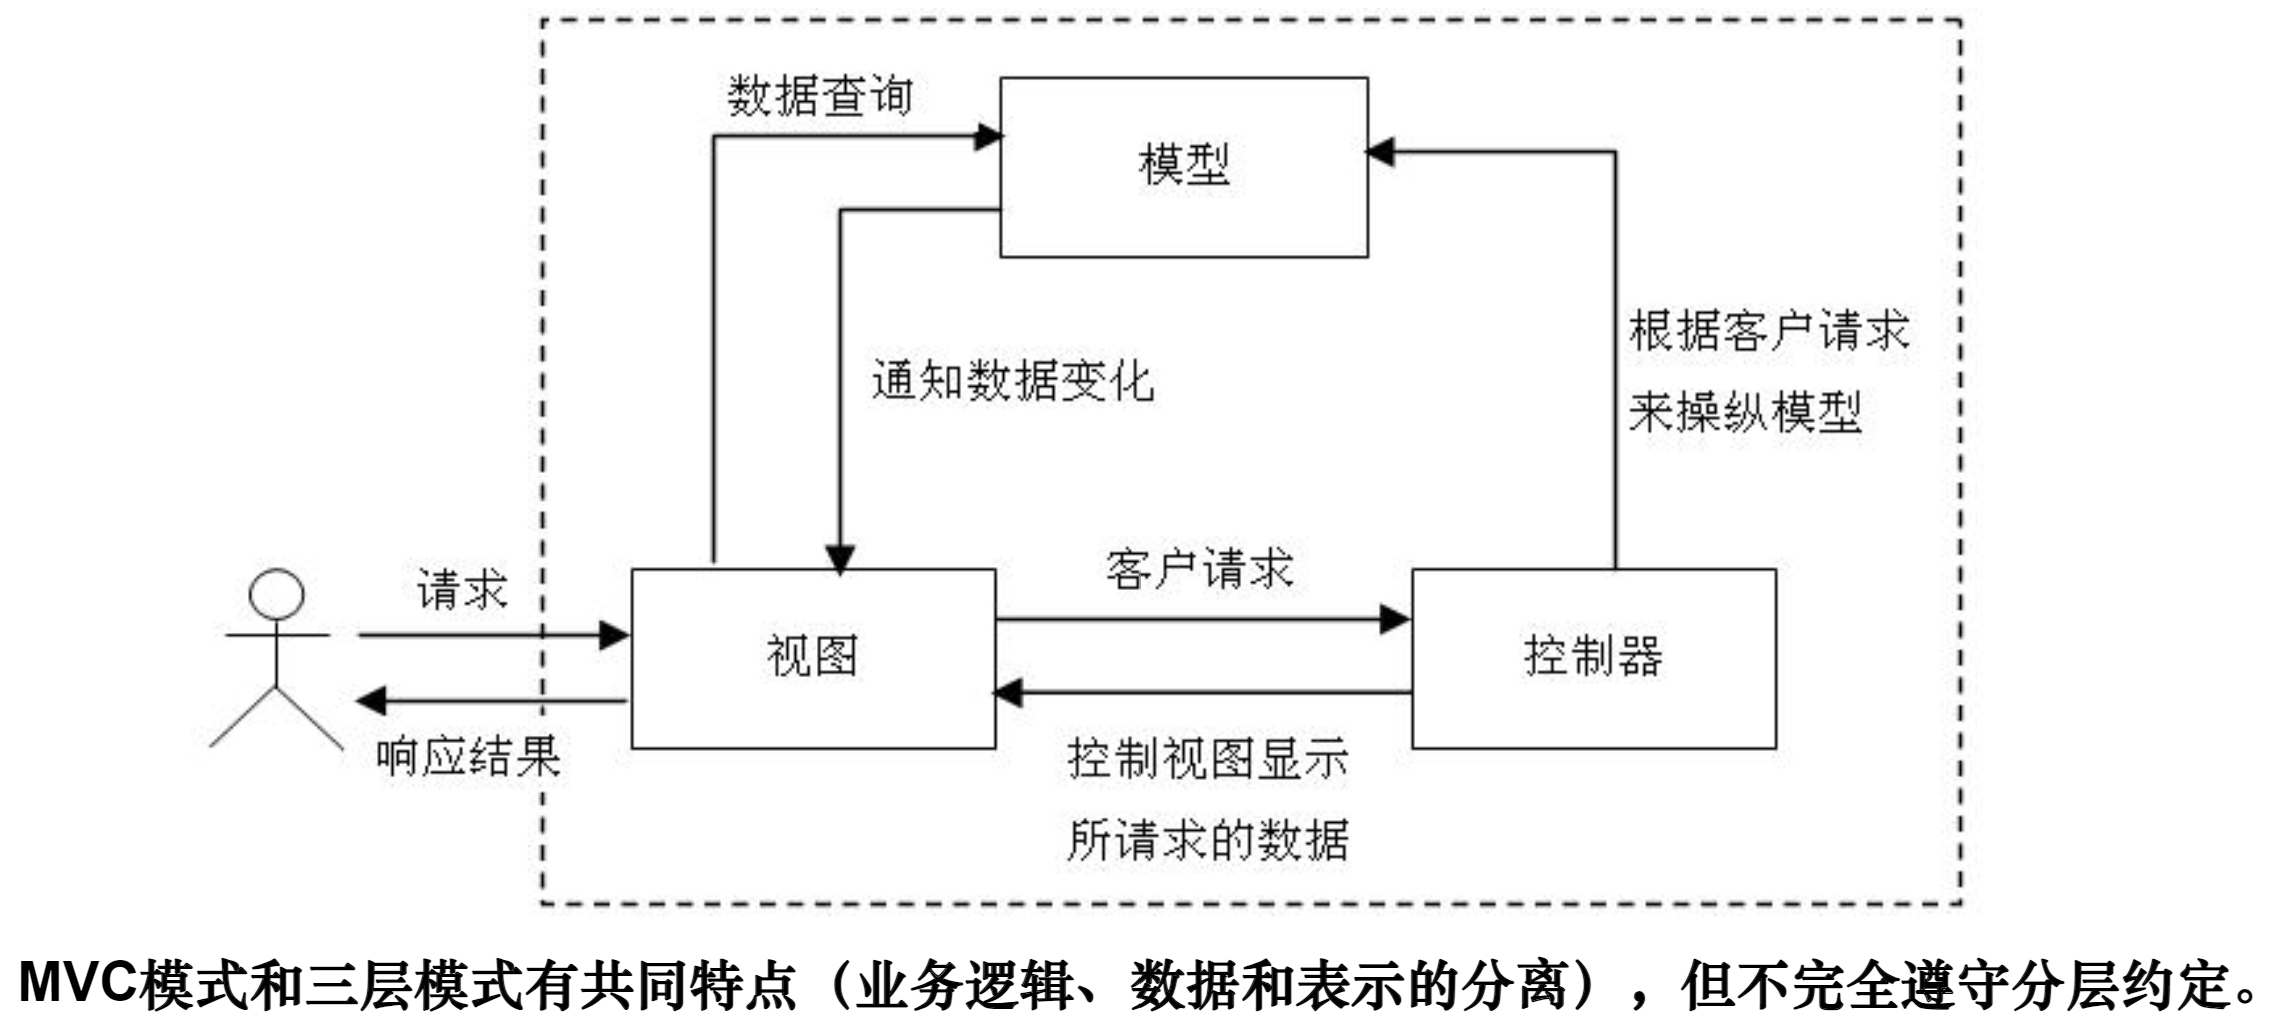 数据查询
模型
通知数据变化
根据客户请求
来操纵模型
请求
客户请求
视图
控制器
响应结果
控制视图显示
所请求的数据
MVC模式和三层模式有共同特点（业务逻辑、数据和表示的分离），但不完全遵守分层约定。